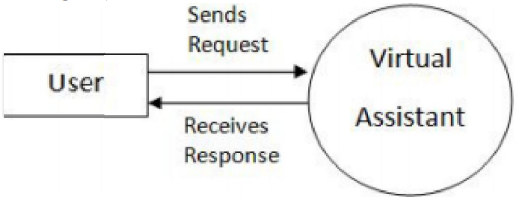 Sends
Request
User
Virtual
Assistant
Receives
Response